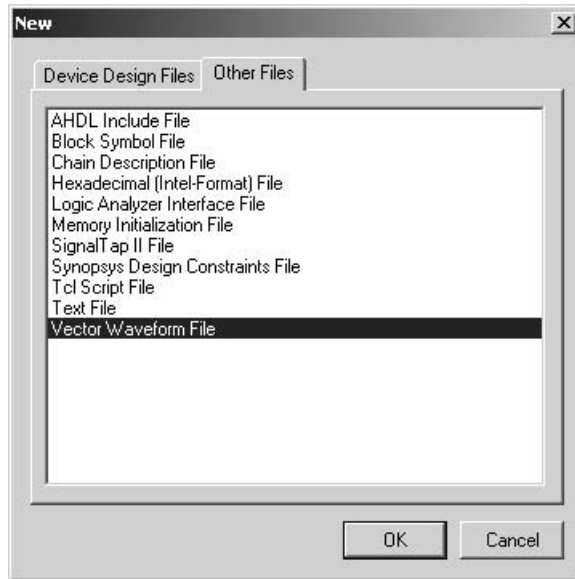 New
Device Design Files
Other Files
AHDL Include File
Block Symbol File
Chain Description File
Hexadecimal (Intel-Format) File
Logic Analyzer Interface File
Memory Initialization File
SignalTap II File
Synopsys Design Constraints File
Tcl Script File
Text File
Vector Waveform File
OK
Cancel